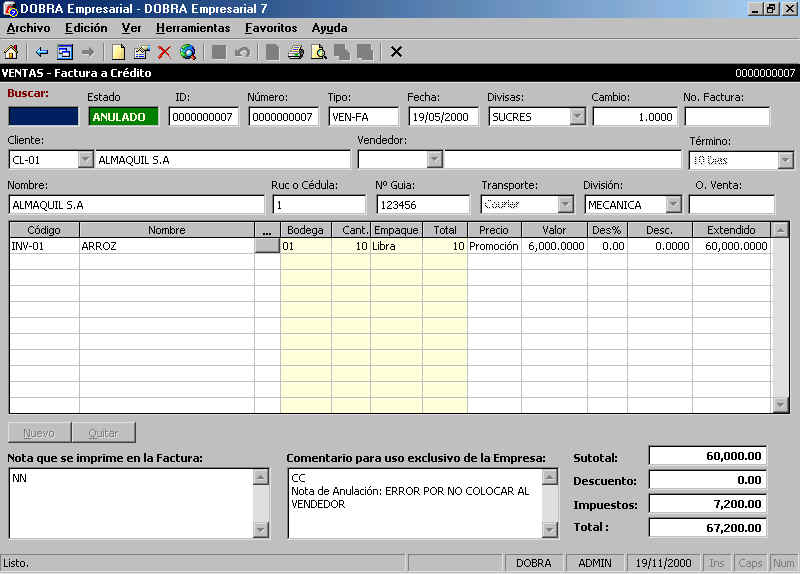 DOBRA Empresarial - DOBRA Empresarial 7
Archivo Edición Ver Herramientas Favoritos Ayuda
VENTAS - Factura a Crédito 0000000007
Buscar: Estado ID: Número: Tipo: Fecha: Divisas: Cambio: No. Factura:
ANULADO 0000000007 0000000007 VEN-FA 19/05/2000 SUCRES 1.0000
Cliente: Vendedor: Término:
CL-01 ALMAQUIL S.A 10 Dias
Nombre: Ruc o Cédula: Nº Guia: Transporte: División: O. Venta:
ALMAQUIL S.A 1 123456 Courier MECANICA
Código Nombre ... Bodega Cant. Empaque Total Precio Valor Des% Desc. Extendido
INV-01 ARROZ 01 10 Libra 10 Promoción 6,000.0000 0.00 0.0000 60,000.0000
Nuevo Quitar
Nota que se imprime en la Factura: Comentario para uso exclusivo de la Empresa:
NN
CC
Nota de Anulación: ERROR POR NO COLOCAR AL
VENDEDOR
Sutotal: 60,000.00
Descuento: 0.00
Impuestos: 7,200.00
Total : 67,200.00
Listo. DOBRA ADMIN 19/11/2000 Ins Caps Num